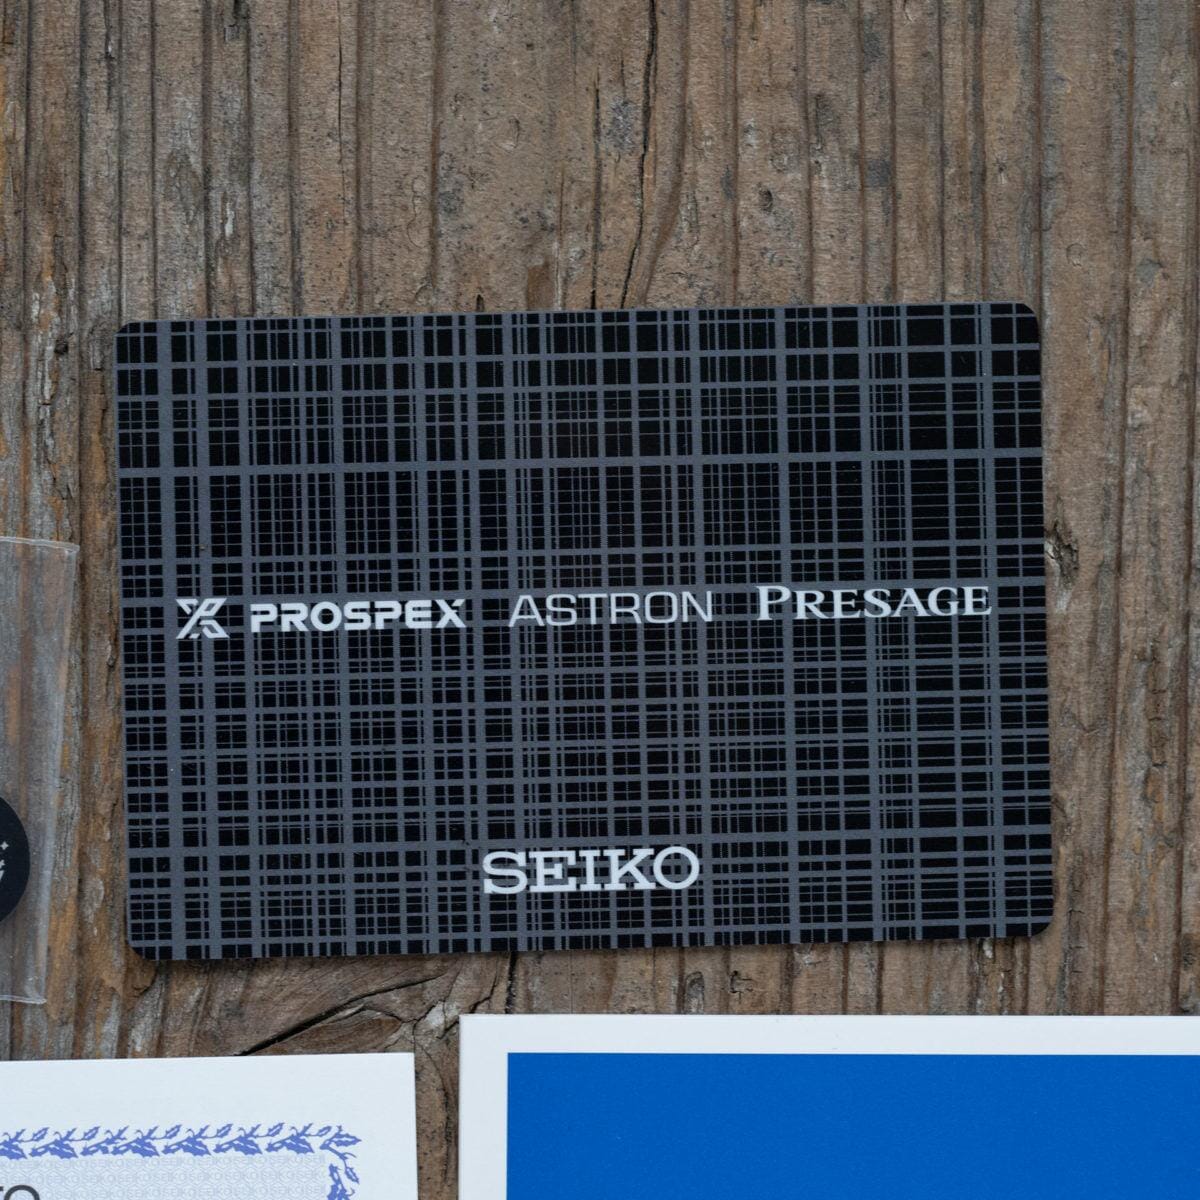 PROSPEX ASTRON PRESAGE
SEIKO